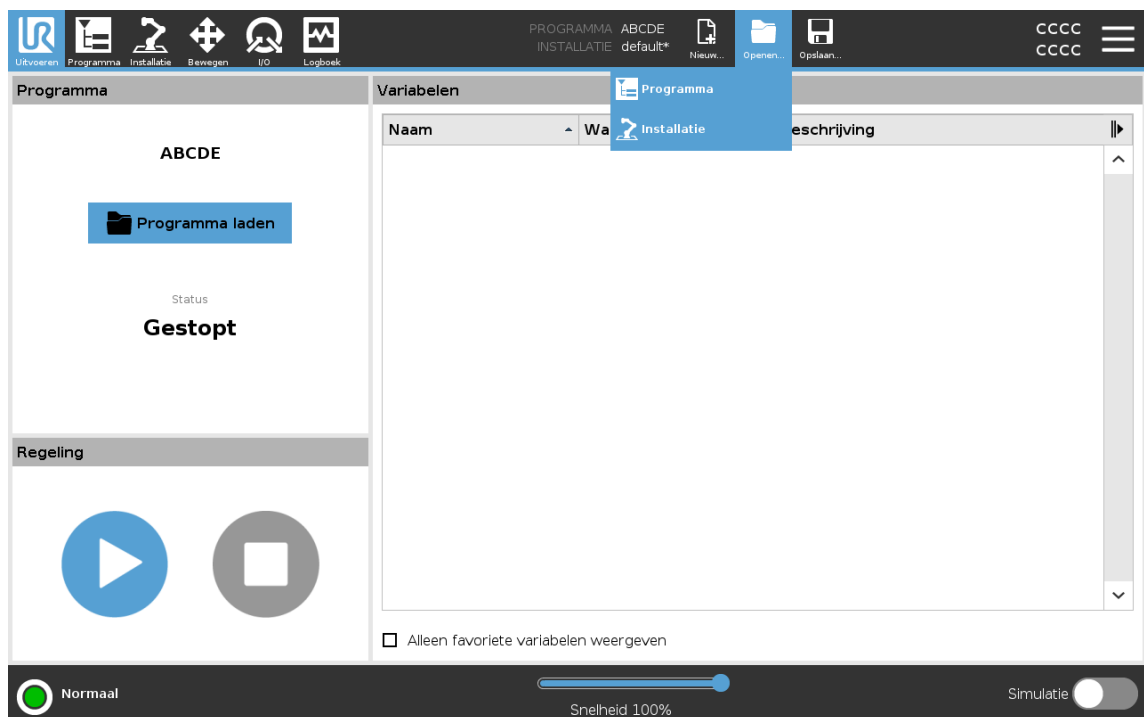 Uitvoeren Programma Installatie Bewegen I/O Logboek
PROGRAMMA ABCDE
INSTALLATIE default*
Nieuw... Openen... Opslaan...
CCCC
CCCC
Programma
Installatie
Programma
ABCDE
Programma laden
Status
Gestopt
Regeling
Variabelen
Naam Wa eschrijving
Alleen favoriete variabelen weergeven
Normaal
Snelheid 100%
Simulatie